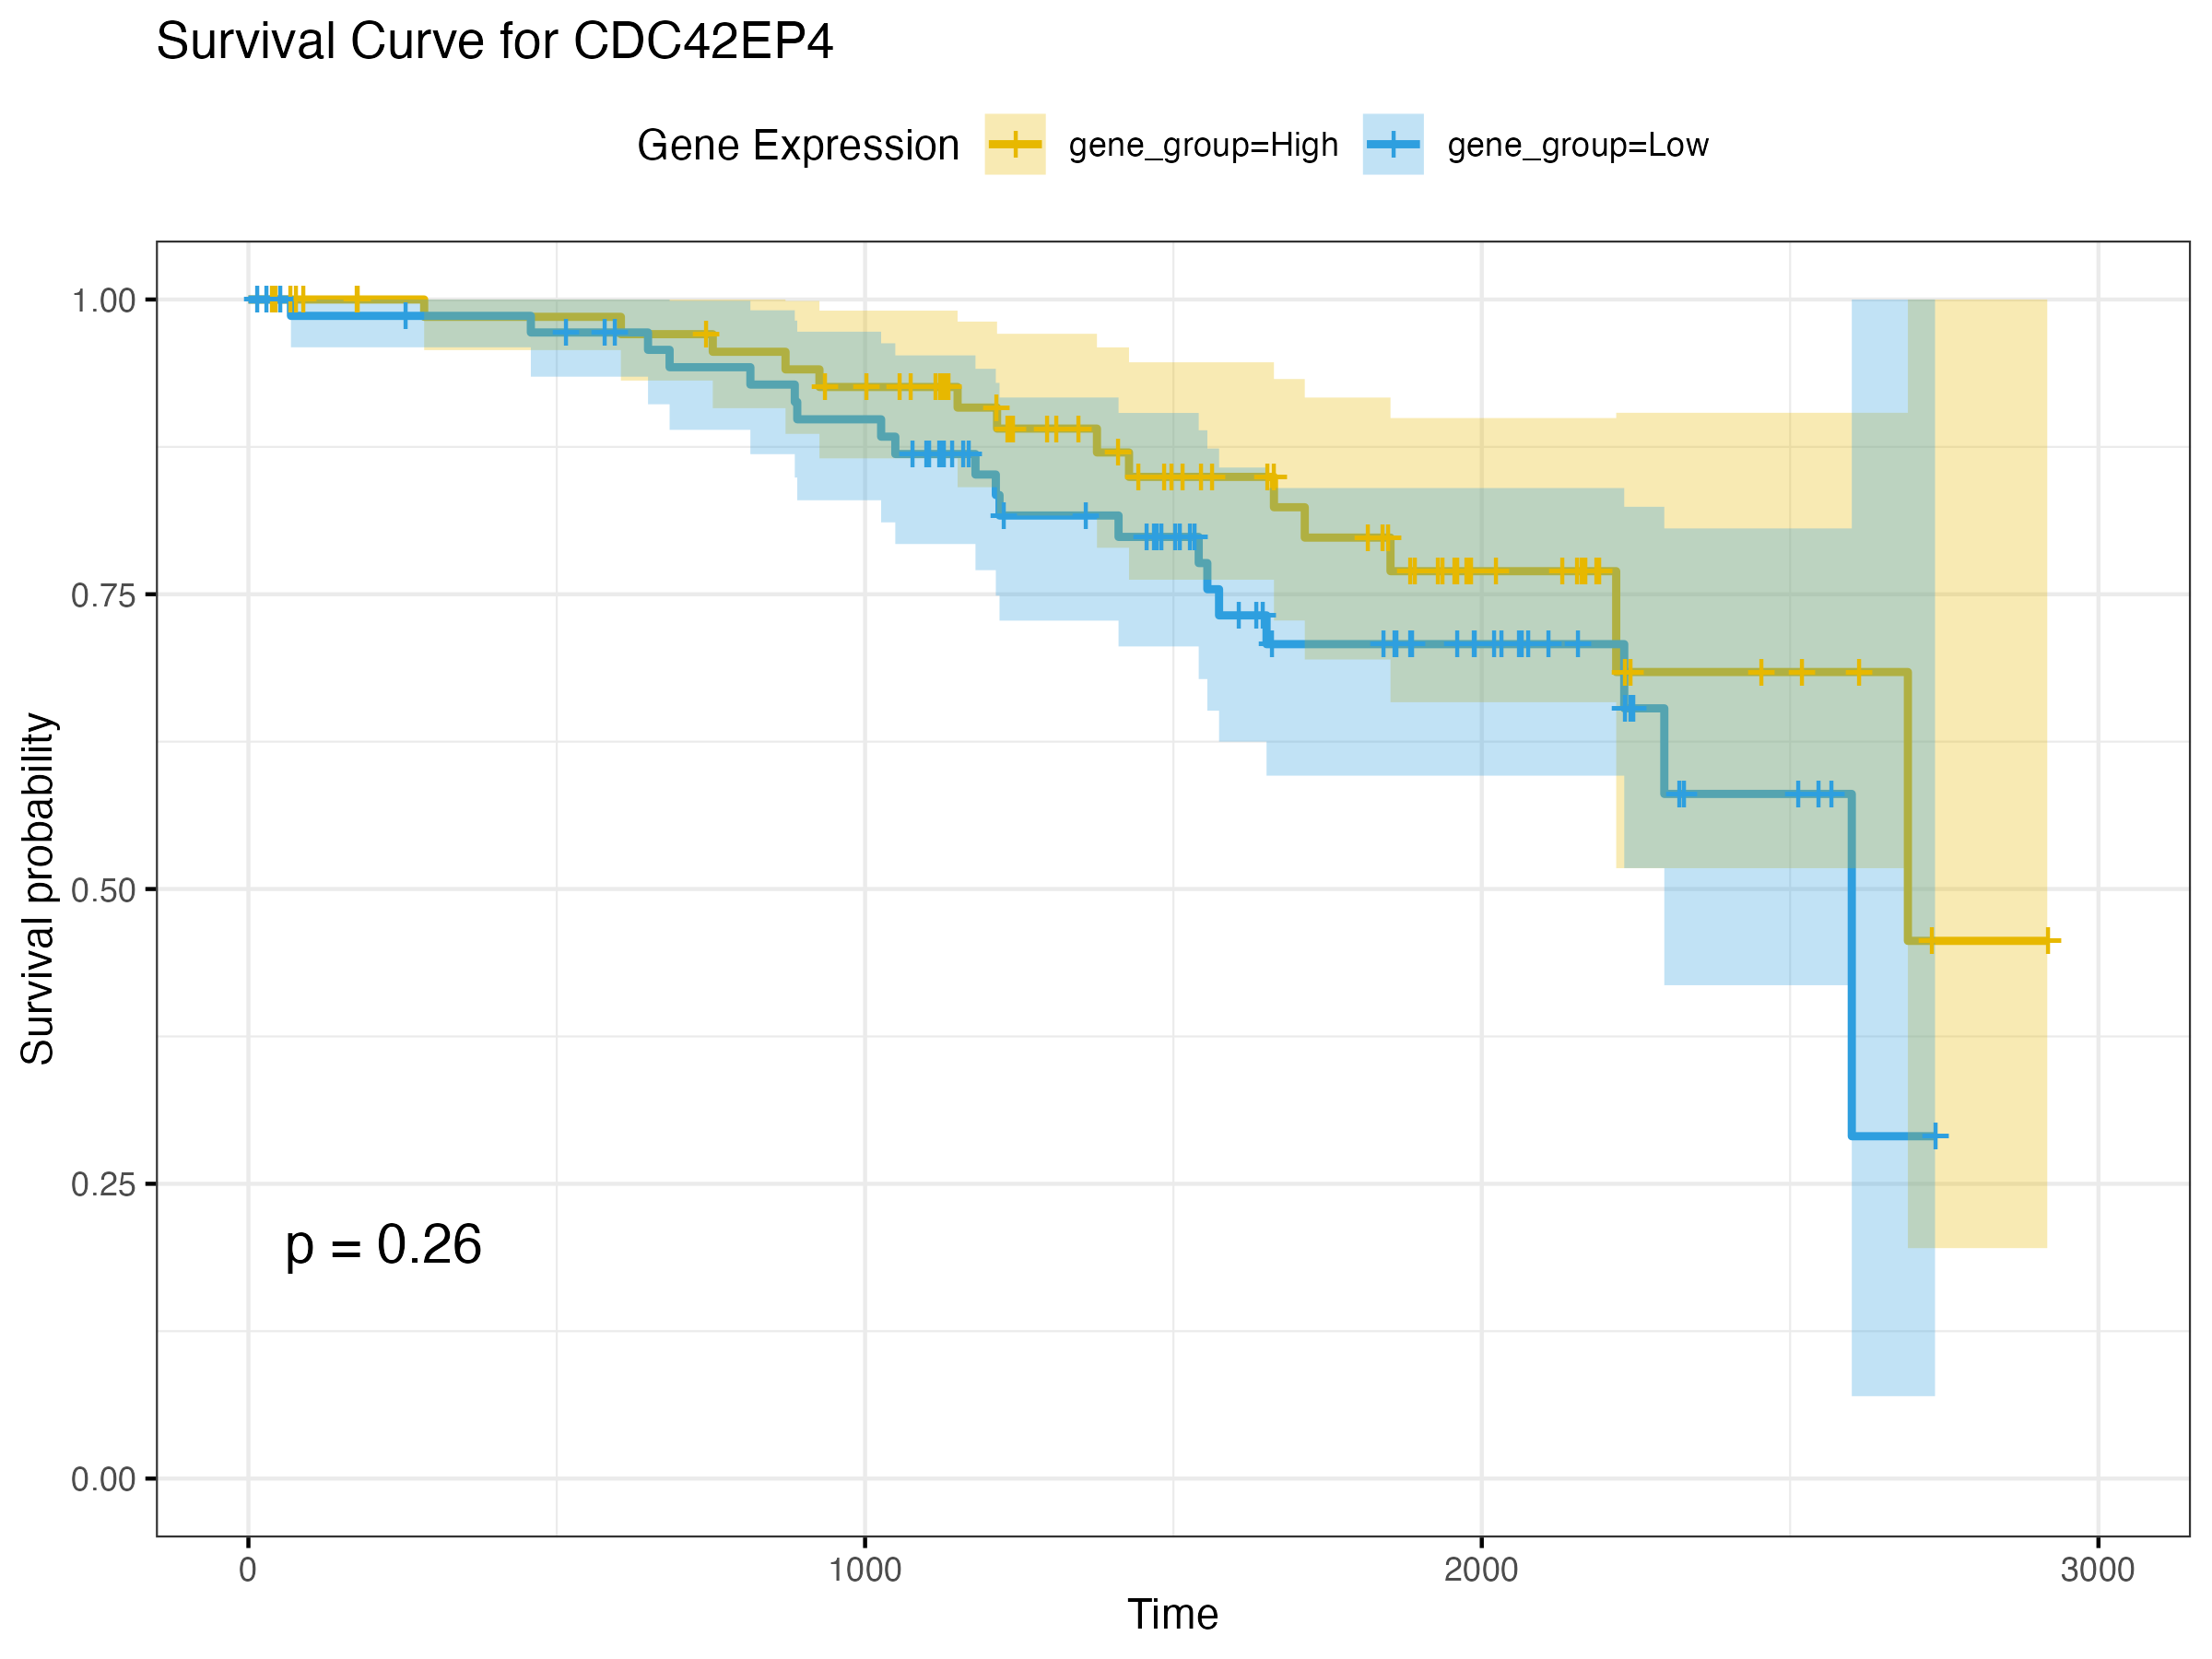 Survival Curve for CDC42EP4
Gene Expression gene_group=High gene_group=Low
1.00
0.75
0.50
0.25
0.00
Survival probability
p = 0.26
0 1000 2000 3000
Time